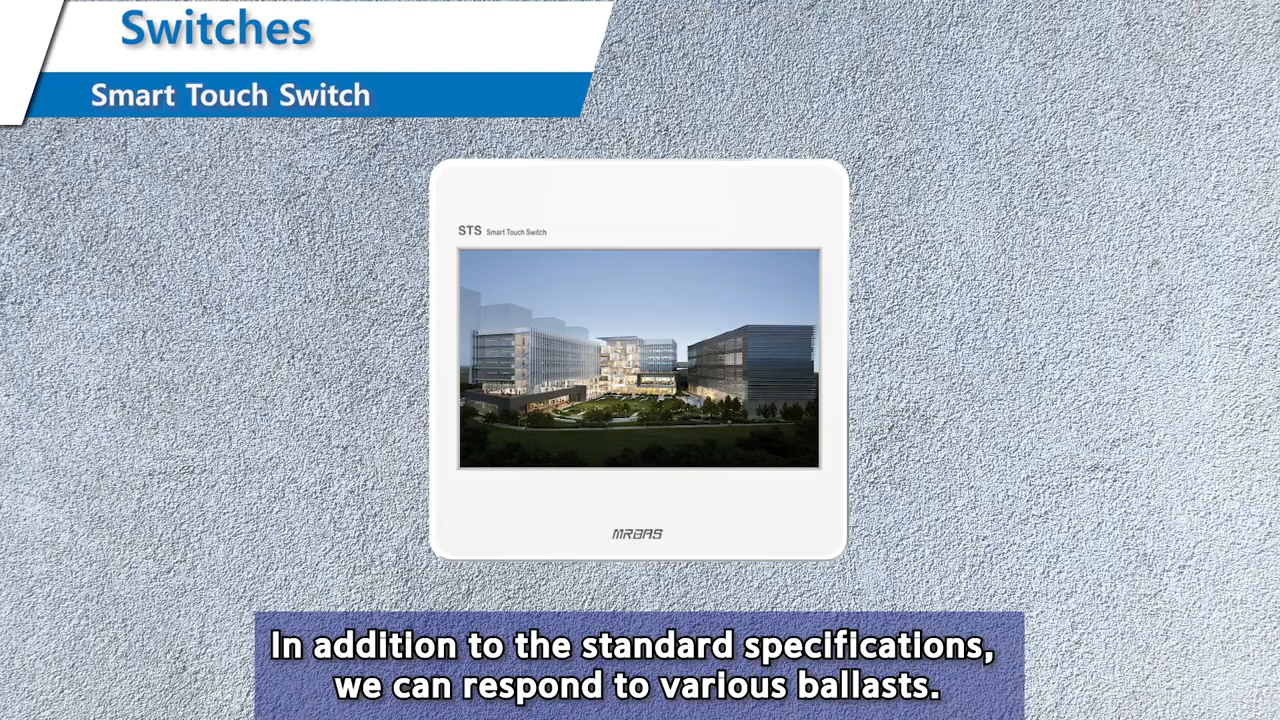 Switches
Smart Touch Switch
STS Smart Touch Switch
MRBAS
In addition to the standard specifications,
we can respond to various ballasts.